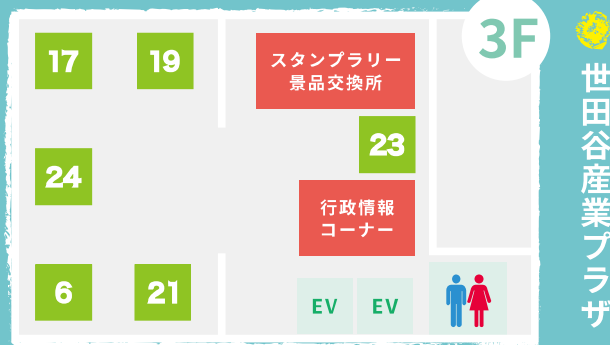 3F
世田谷産業プラザ
17
19
スタンプラリー
景品交換所
23
24
行政情報
コーナー
6
21
EV
EV